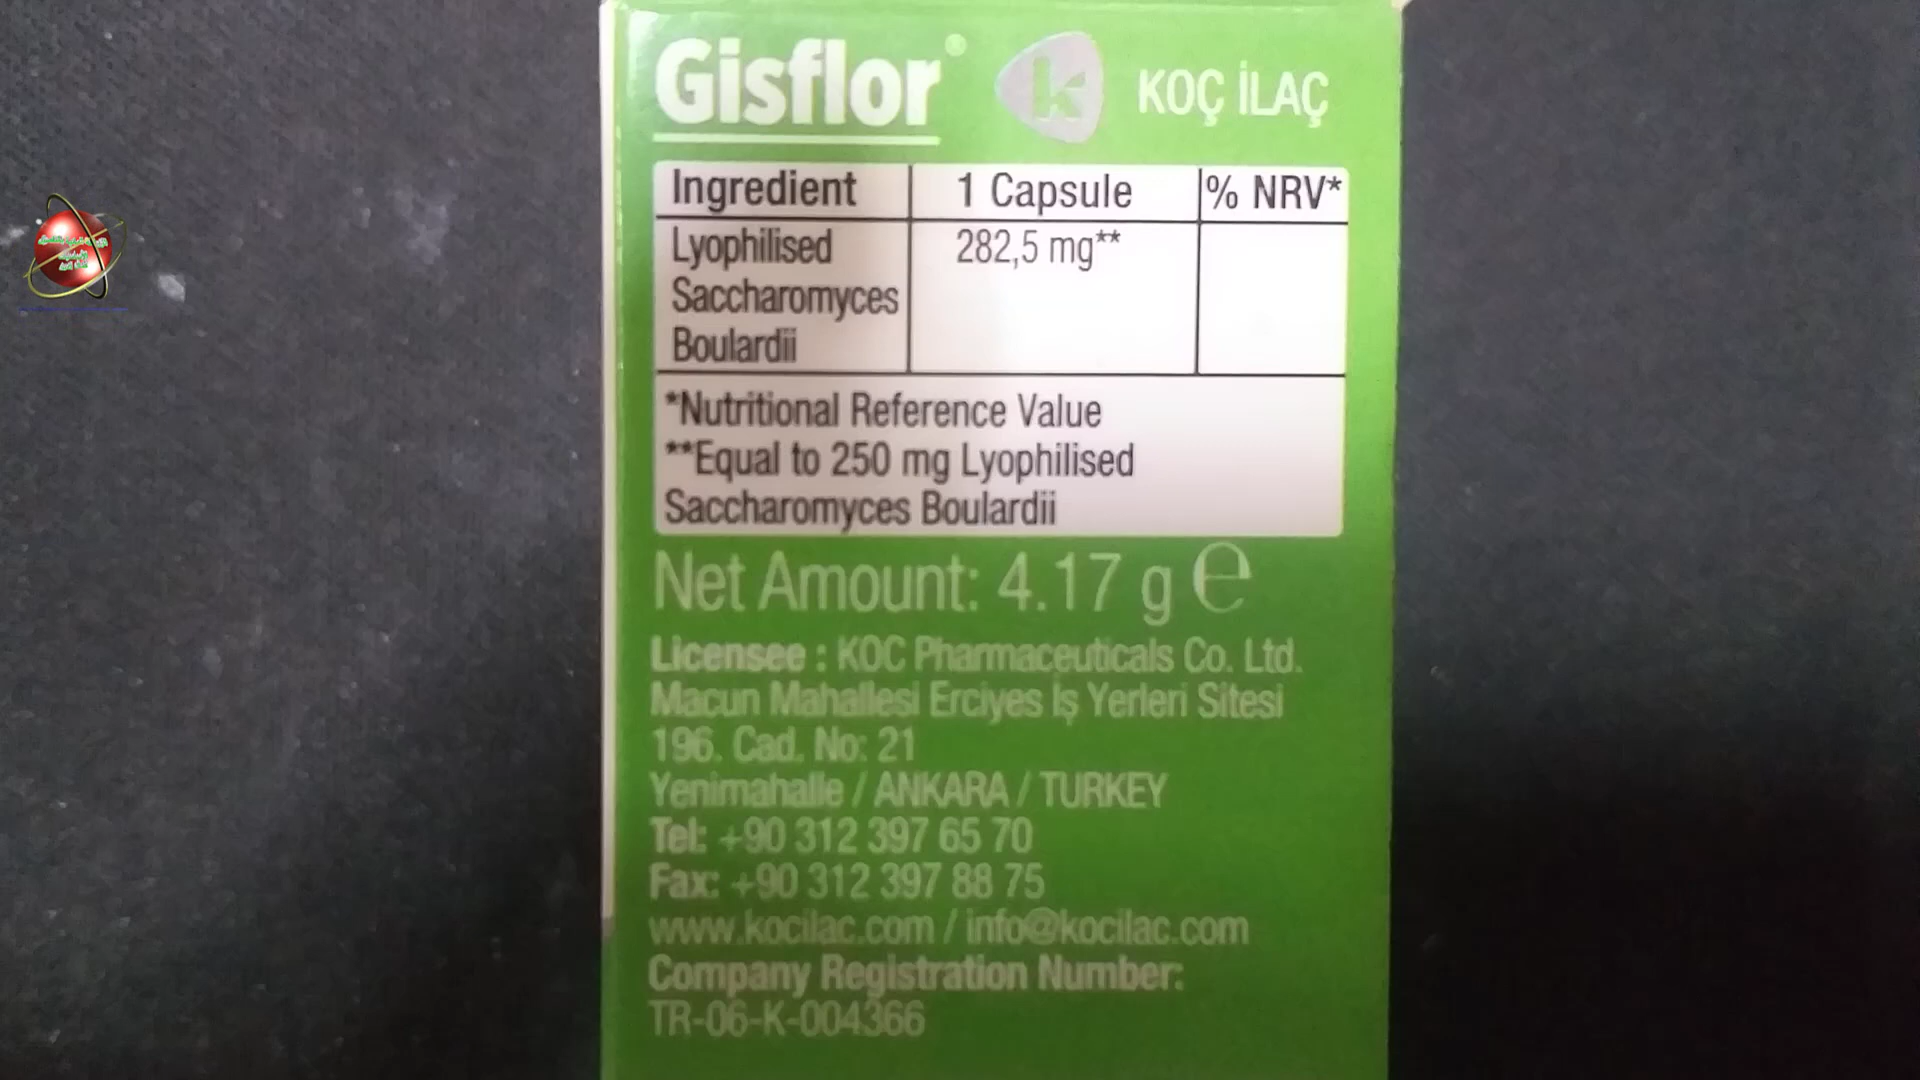 Gisflor®
k
KOÇ İLAÇ
Ingredient 1 Capsule % NRV*
Lyophilised 282,5 mg**
Saccharomyces
Boulardii
*Nutritional Reference Value
**Equal to 250 mg Lyophilised
Saccharomyces Boulardii
Net Amount: 4.17 g e
Licensee : KOC Pharmaceuticals Co. Ltd.
Macun Mahallesi Erciyes İş Yerleri Sitesi
196. Cad. No: 21
Yenimahalle / ANKARA / TURKEY
Tel: +90 312 397 65 70
Fax: +90 312 397 88 75
www.kocilac.com / info@kocilac.com
Company Registration Number:
TR-06-K-004366